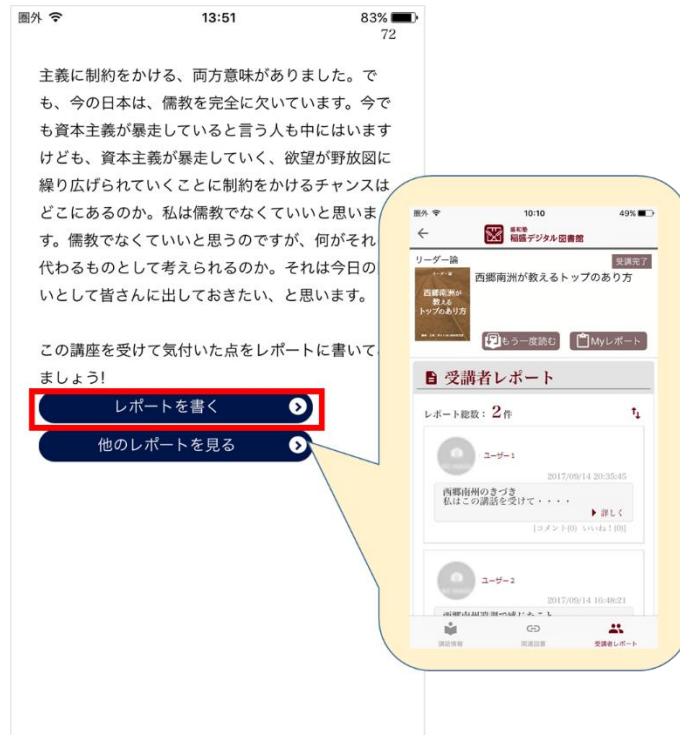 圏外 13:51 83%
72
主義に制約をかける、両方意味がありました。で
も、今の日本は、儒教を完全に欠いています。今で
も資本主義が暴走していると言う人も中にはいます
けども、資本主義が暴走していく、欲望が野放図に
繰り広げられていくことに制約をかけるチャンスは
どこにあるのか。私は儒教でなくていいと思いま
す。儒教でなくていいと思うのですが、何がそれ
代わるものとして考えられるのか。それは今日の
いとして皆さんに出しておきたい、と思います。
この講座を受けて気付いた点をレポートに書いて
ましょう!
レポートを書く
他のレポートを見る
圏外 10:10 49%
盛和塾
稲盛デジタル図書館
リーダー論 受講完了
西郷南洲が教えるトップのあり方
西郷南洲が
教える
トップのあり方
もう一度読む Myレポート
受講者レポート
レポート総数：2件
ユーザー1
2017/09/14 20:35:45
西郷南州のきづき
私はこの講話を受けて・・・・
詳しく
[コメント(0) いいね！(0)]
ユーザー2
2017/09/14 16:48:21
講話情報 関連図書 受講者レポート